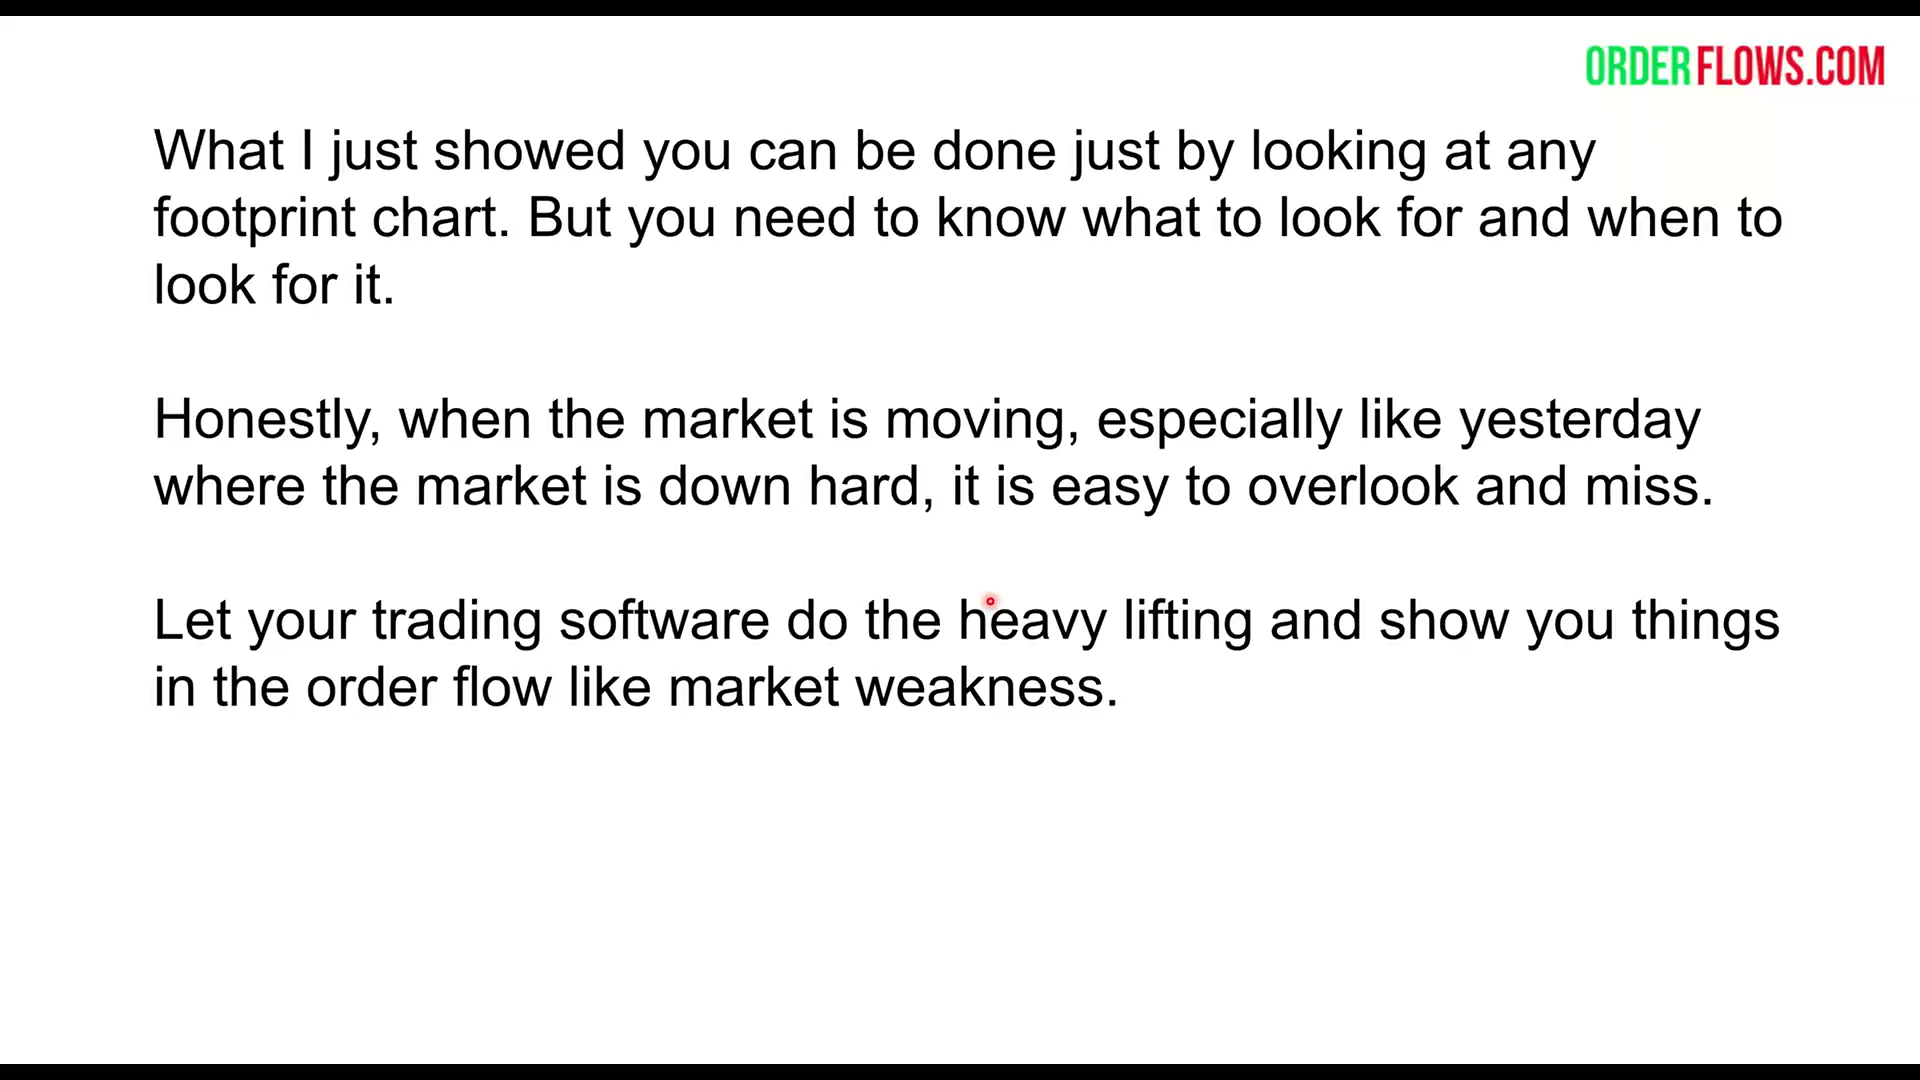 ORDERFLOWS.COM
What I just showed you can be done just by looking at any
footprint chart. But you need to know what to look for and when to
look for it.
Honestly, when the market is moving, especially like yesterday
where the market is down hard, it is easy to overlook and miss.
Let your trading software do the heavy lifting and show you things
in the order flow like market weakness.